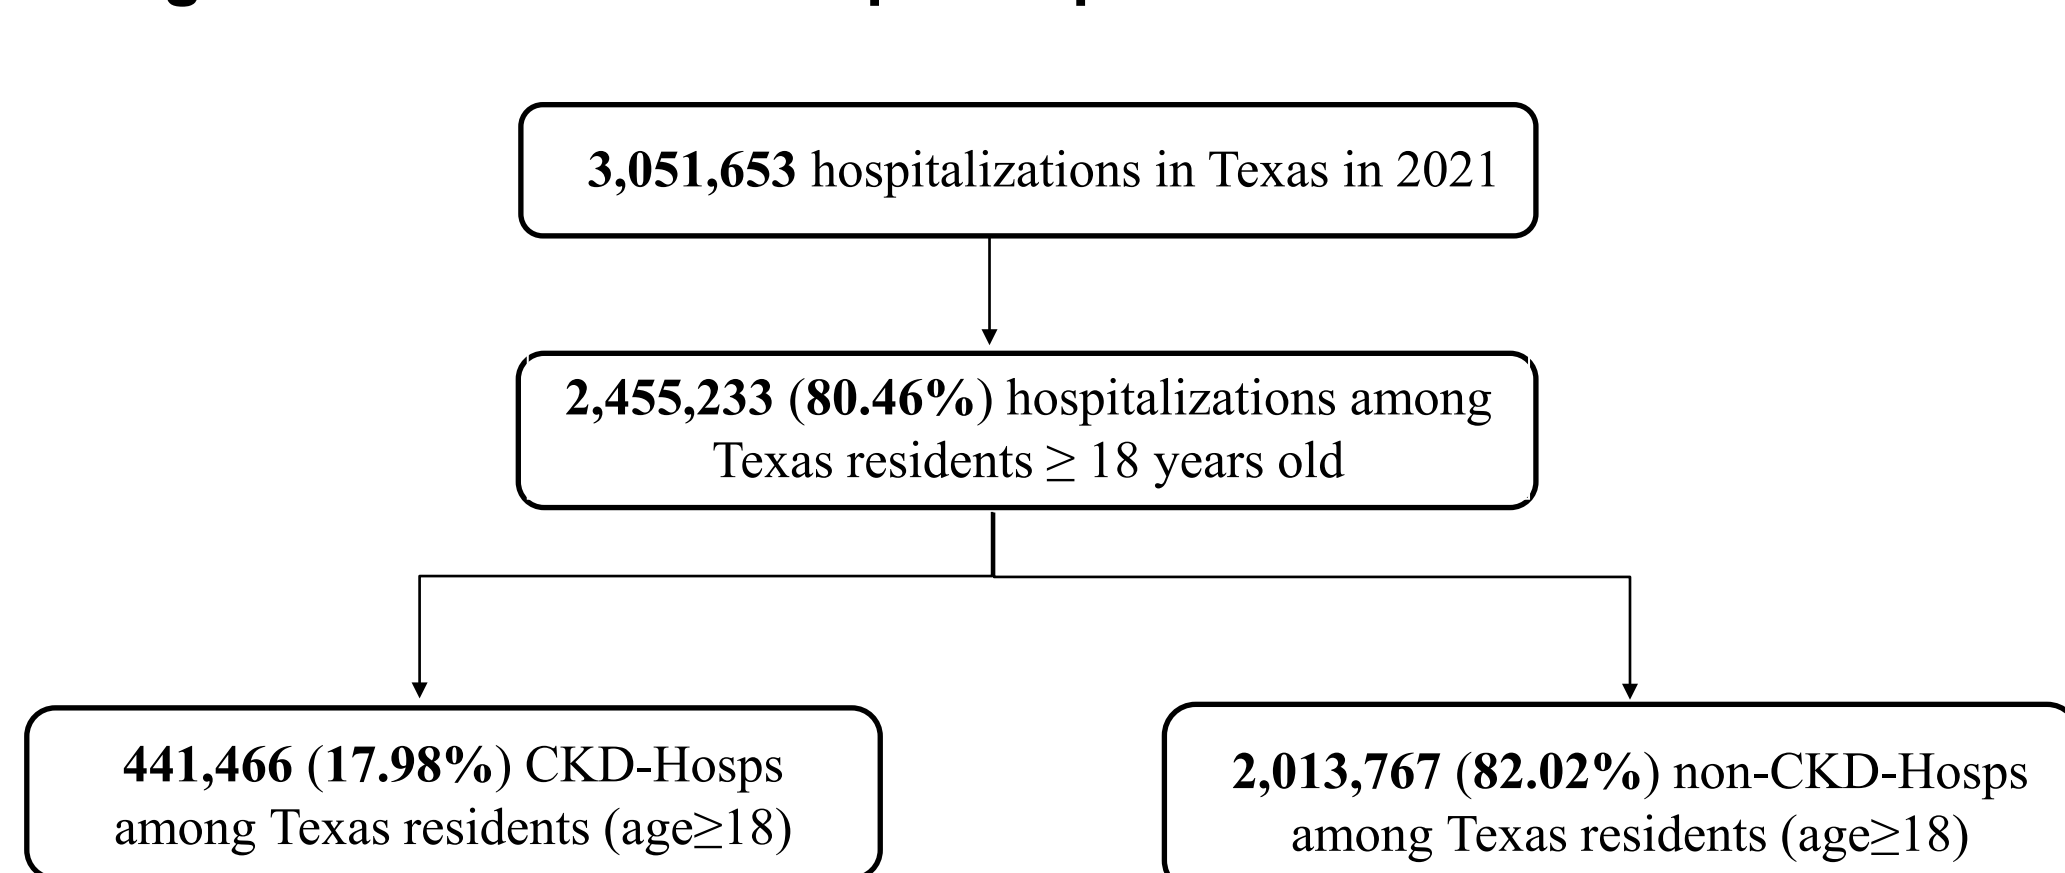 3,051,653 hospitalizations in Texas in 2021
2,455,233 (80.46%) hospitalizations among
Texas residents ≥ 18 years old
441,466 (17.98%) CKD-Hosps
among Texas residents (age≥18)
2,013,767 (82.02%) non-CKD-Hosps
among Texas residents (age≥18)